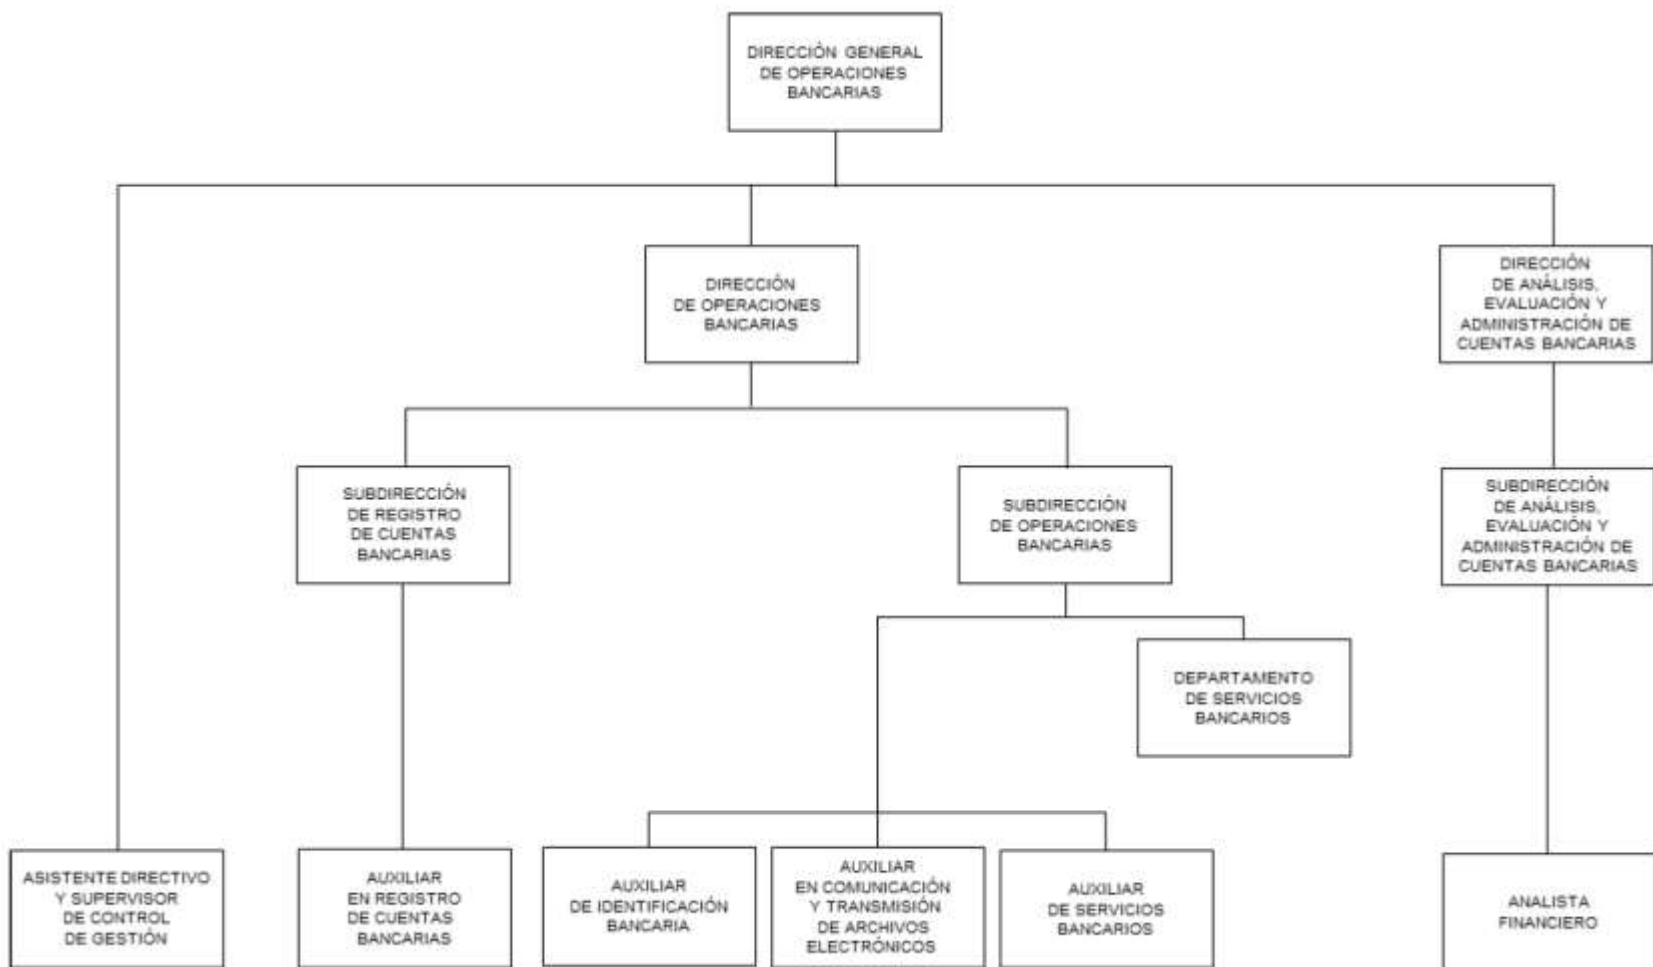 DIRECCIÓN GENERAL
DE OPERACIONES
BANCARIAS
DIRECCIÓN
DE OPERACIONES
BANCARIAS
DIRECCIÓN
DE ANÁLISIS,
EVALUACIÓN Y
ADMINISTRACIÓN DE
CUENTAS BANCARIAS
SUBDIRECCIÓN
DE REGISTRO
DE CUENTAS
BANCARIAS
SUBDIRECCIÓN
DE OPERACIONES
BANCARIAS
SUBDIRECCIÓN
DE ANÁLISIS,
EVALUACIÓN Y
ADMINISTRACIÓN DE
CUENTAS BANCARIAS
DEPARTAMENTO
DE SERVICIOS
BANCARIOS
ASISTENTE DIRECTIVO
Y SUPERVISOR
DE CONTROL
DE GESTIÓN
AUXILIAR
EN REGISTRO
DE CUENTAS
BANCARIAS
AUXILIAR
DE IDENTIFICACIÓN
BANCARIA
AUXILIAR
EN COMUNICACIÓN
Y TRANSMISIÓN
DE ARCHIVOS
ELECTRÓNICOS
AUXILIAR
DE SERVICIOS
BANCARIOS
ANALISTA
FINANCIERO